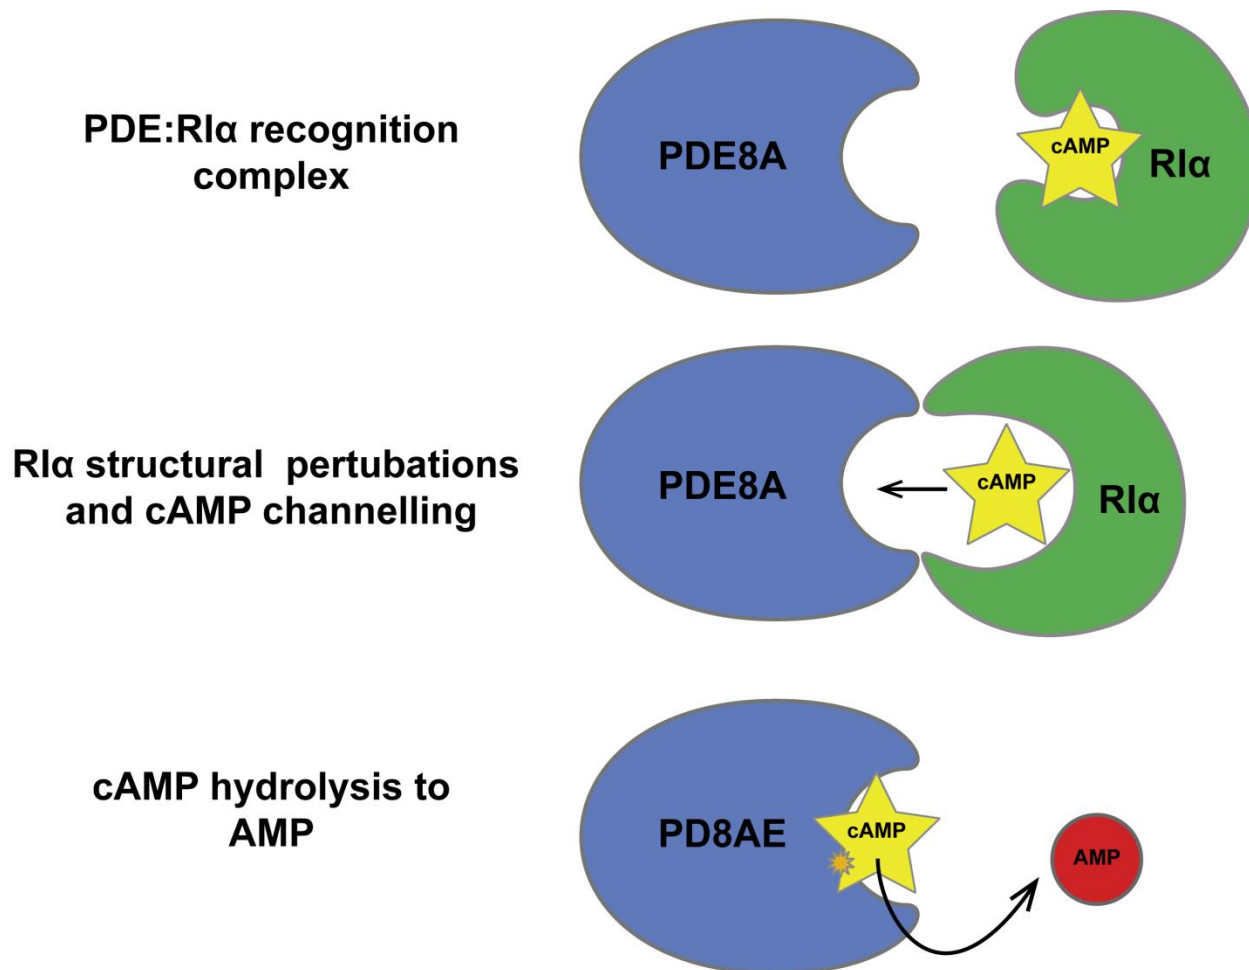 PDE:RIα recognition
complex
PDE8A
cAMP
RIα
RIα structural pertubations
and cAMP channelling
PDE8A
cAMP
RIα
cAMP hydrolysis to
AMP
PD8AE
cAMP
AMP